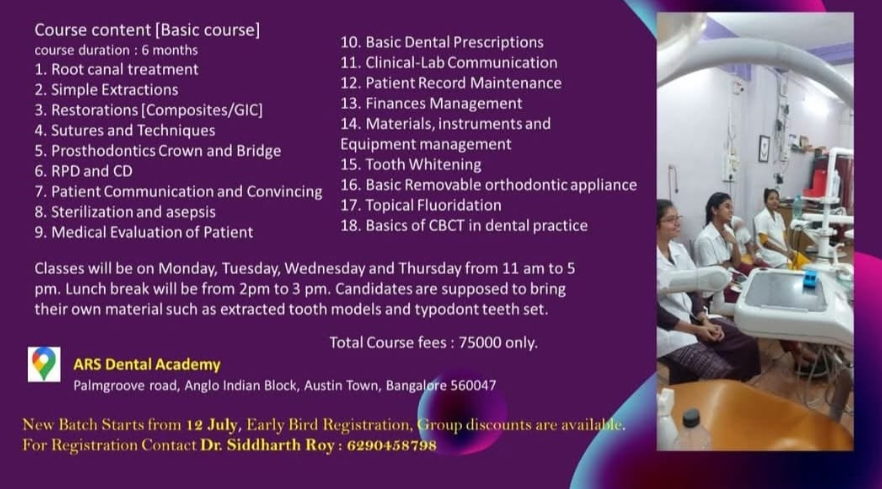 Course content [Basic course]
course duration : 6 months
1. Root canal treatment
2. Simple Extractions
3. Restorations [Composites/GIC]
4. Sutures and Techniques
5. Prosthodontics Crown and Bridge
6. RPD and CD
7. Patient Communication and Convincing
8. Sterilization and asepsis
9. Medical Evaluation of Patient
10. Basic Dental Prescriptions
11. Clinical-Lab Communication
12. Patient Record Maintenance
13. Finances Management
14. Materials, instruments and
Equipment management
15. Tooth Whitening
16. Basic Removable orthodontic appliance
17. Topical Fluoridation
18. Basics of CBCT in dental practice
Classes will be on Monday, Tuesday, Wednesday and Thursday from 11 am to 5
pm. Lunch break will be from 2pm to 3 pm. Candidates are supposed to bring
their own material such as extracted tooth models and typodont teeth set.
Total Course fees : 75000 only.
ARS Dental Academy
Palmgroove road, Anglo Indian Block, Austin Town, Bangalore 560047
New Batch Starts from 12 July, Early Bird Registration, Group discounts are available.
For Registration Contact Dr. Siddharth Roy : 6290458798